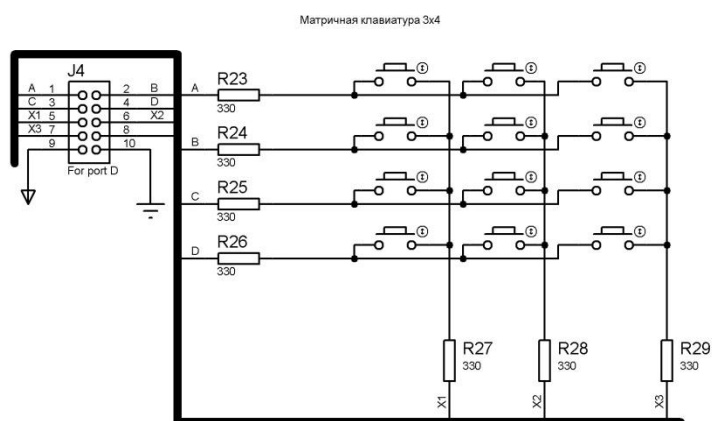 Матричная клавиатура 3x4
J4
A 1 2 B
C 3 4 D
X1 5 6 X2
X3 7 8
9 10
For port D
A R23
330
B R24
330
C R25
330
D R26
330
R27
330
R28
330
R29
330
X1
X2
X3